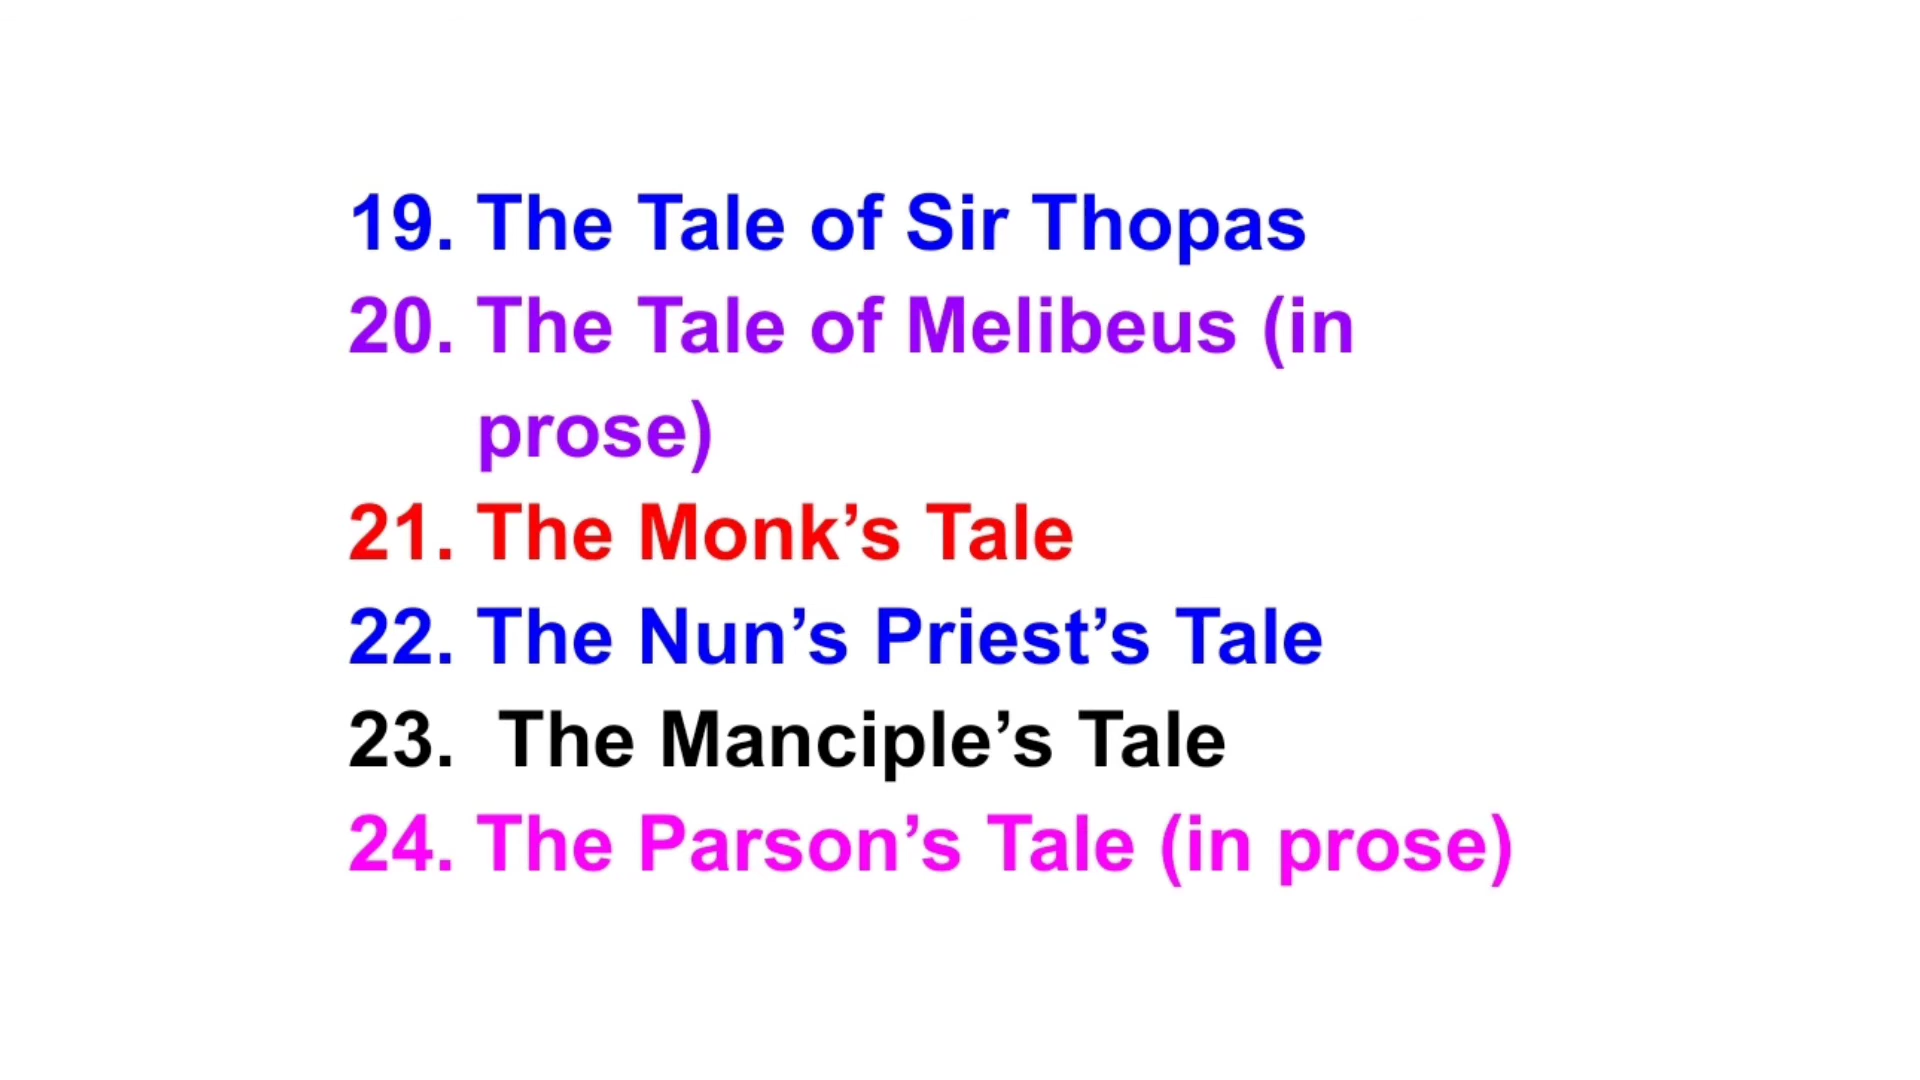 19. The Tale of Sir Thopas
20. The Tale of Melibeus (in
prose)
21. The Monk’s Tale
22. The Nun’s Priest’s Tale
23. The Manciple’s Tale
24. The Parson’s Tale (in prose)